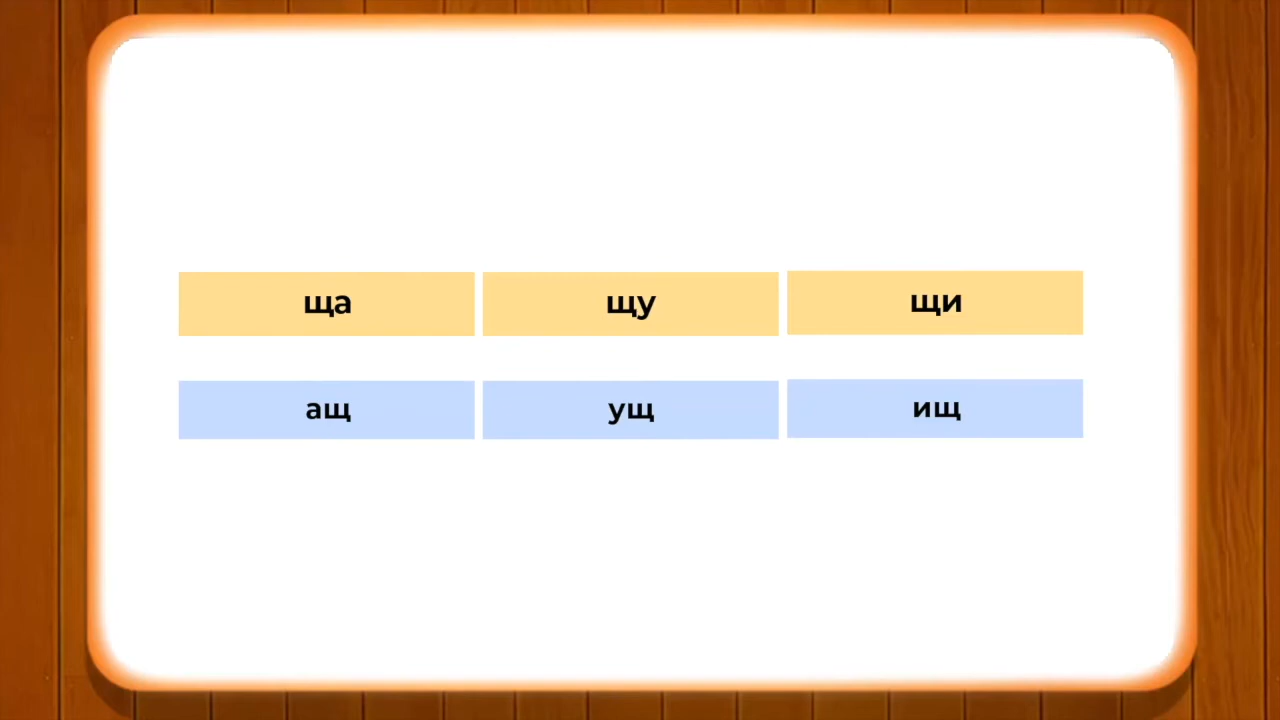 ща щу щи
ащ ущ ищ